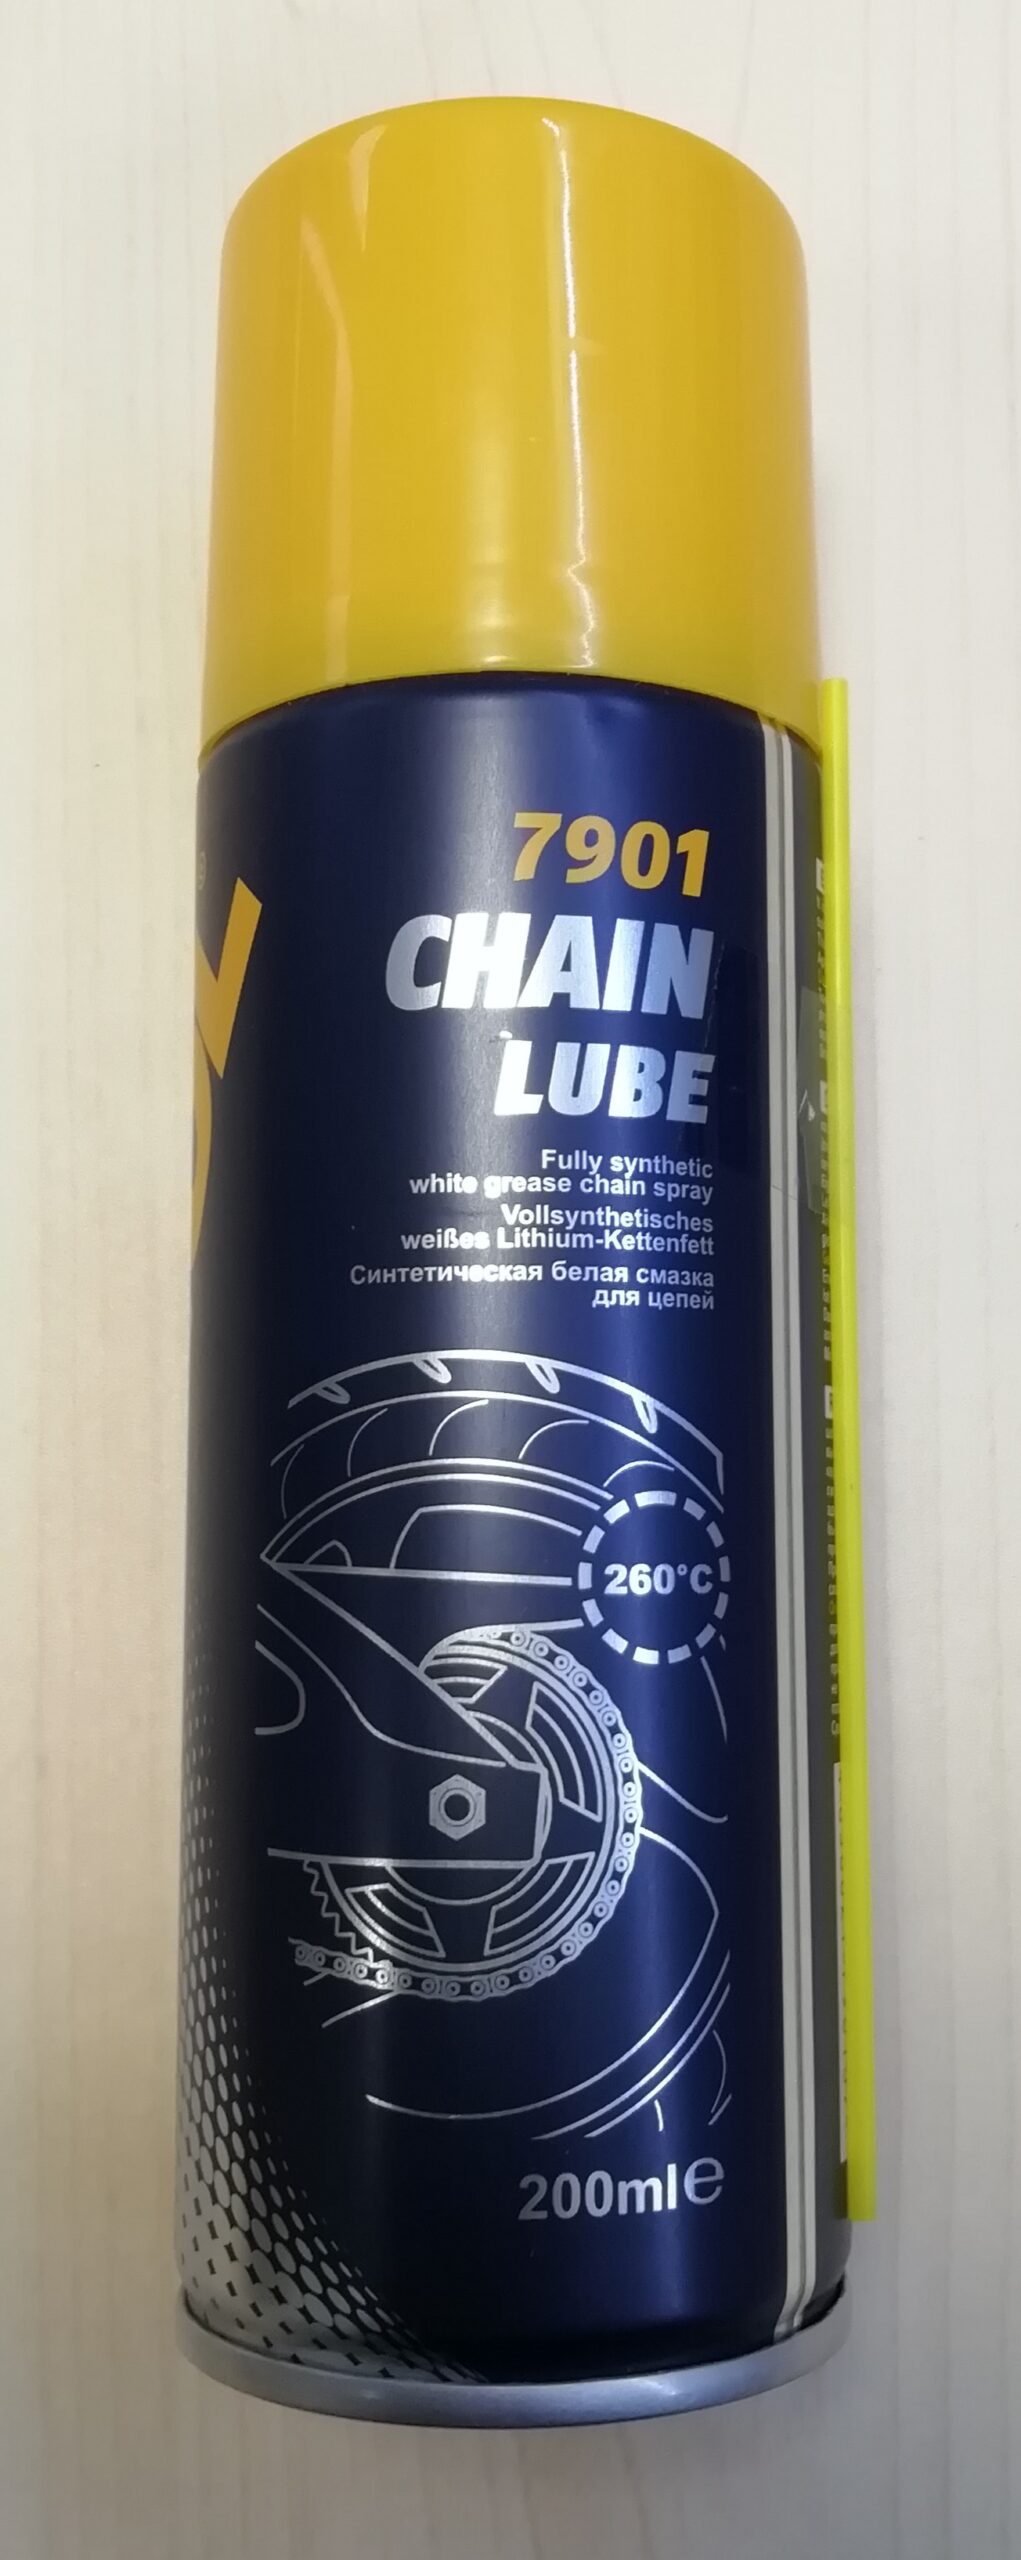 7901
CHAIN
LUBE
Fully synthetic
white grease chain spray
Vollsynthetisches
weißes Lithium-Kettenfett
Синтетическая белая смазка
для цепей
260°C
200ml e